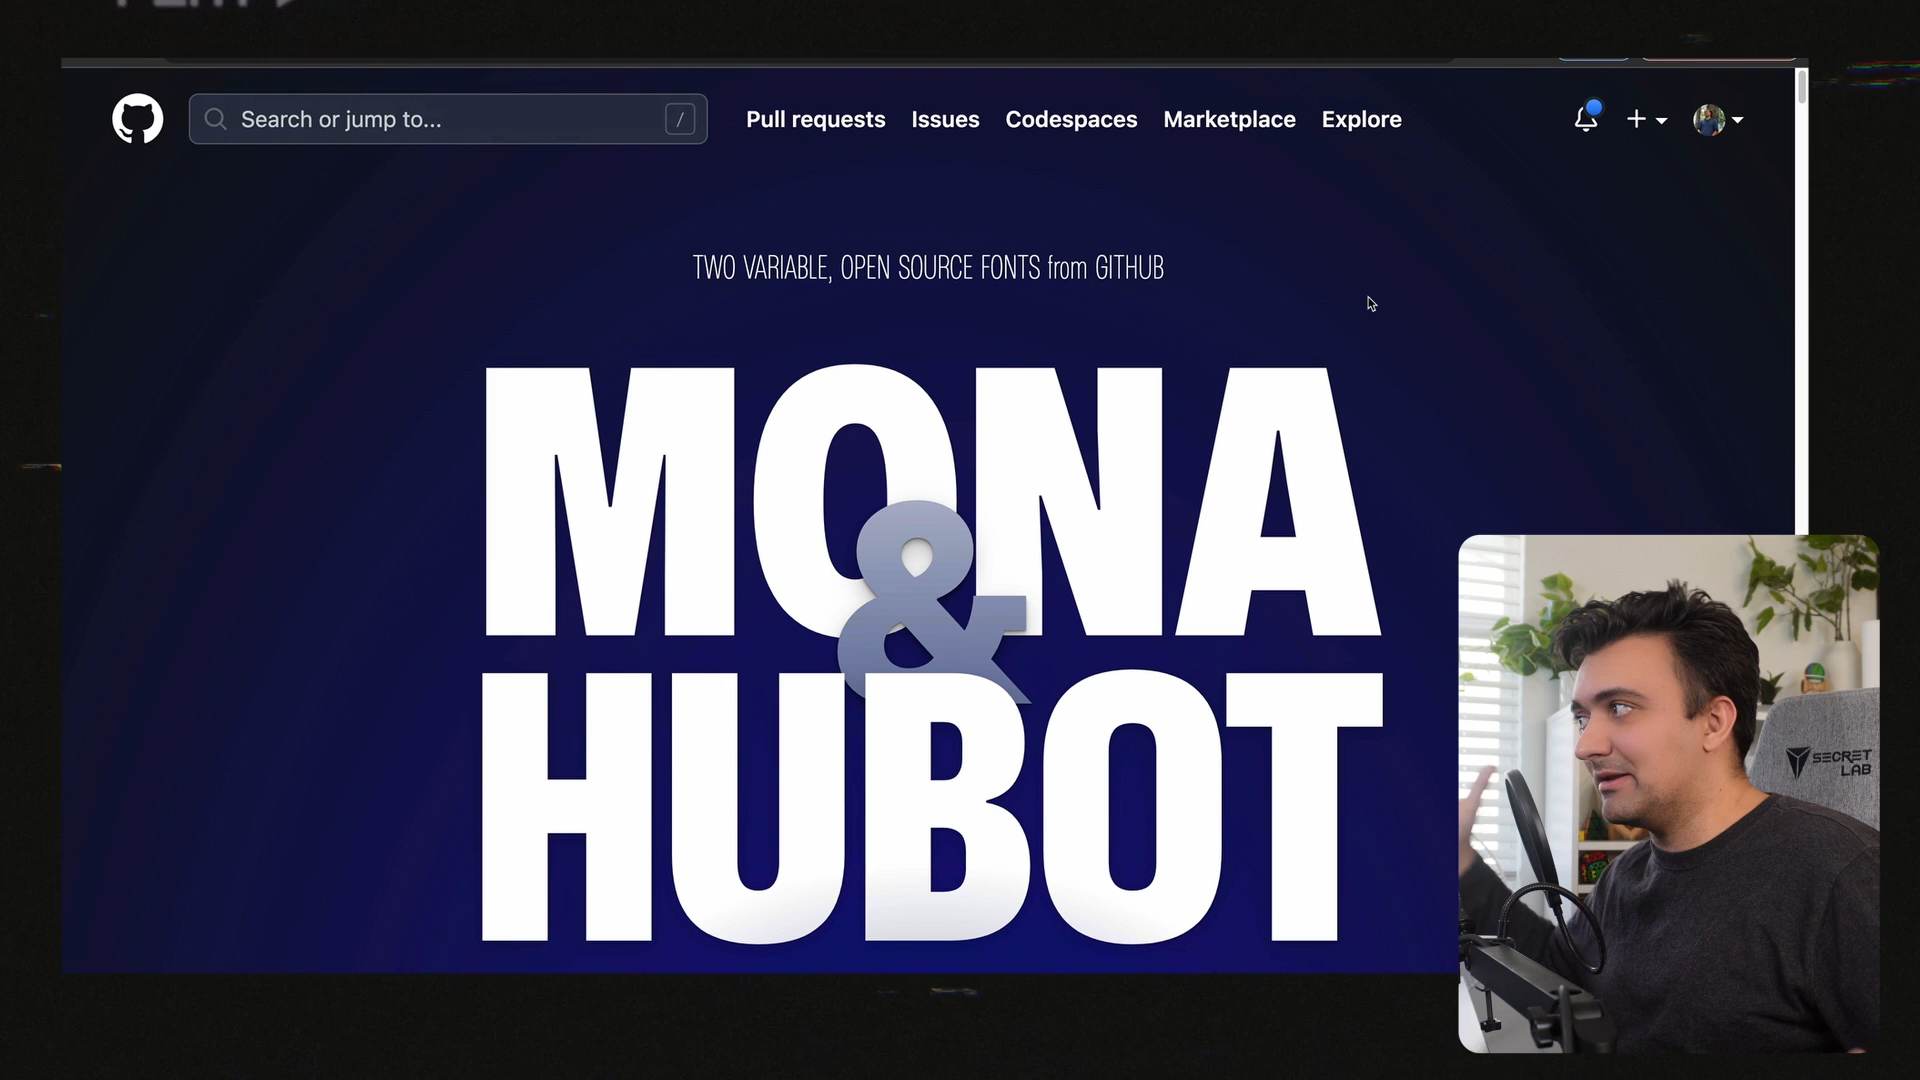 Search or jump to... / Pull requests Issues Codespaces Marketplace Explore
TWO VARIABLE, OPEN SOURCE FONTS from GITHUB
MONA
&
HUBOT
SECRET
LAB